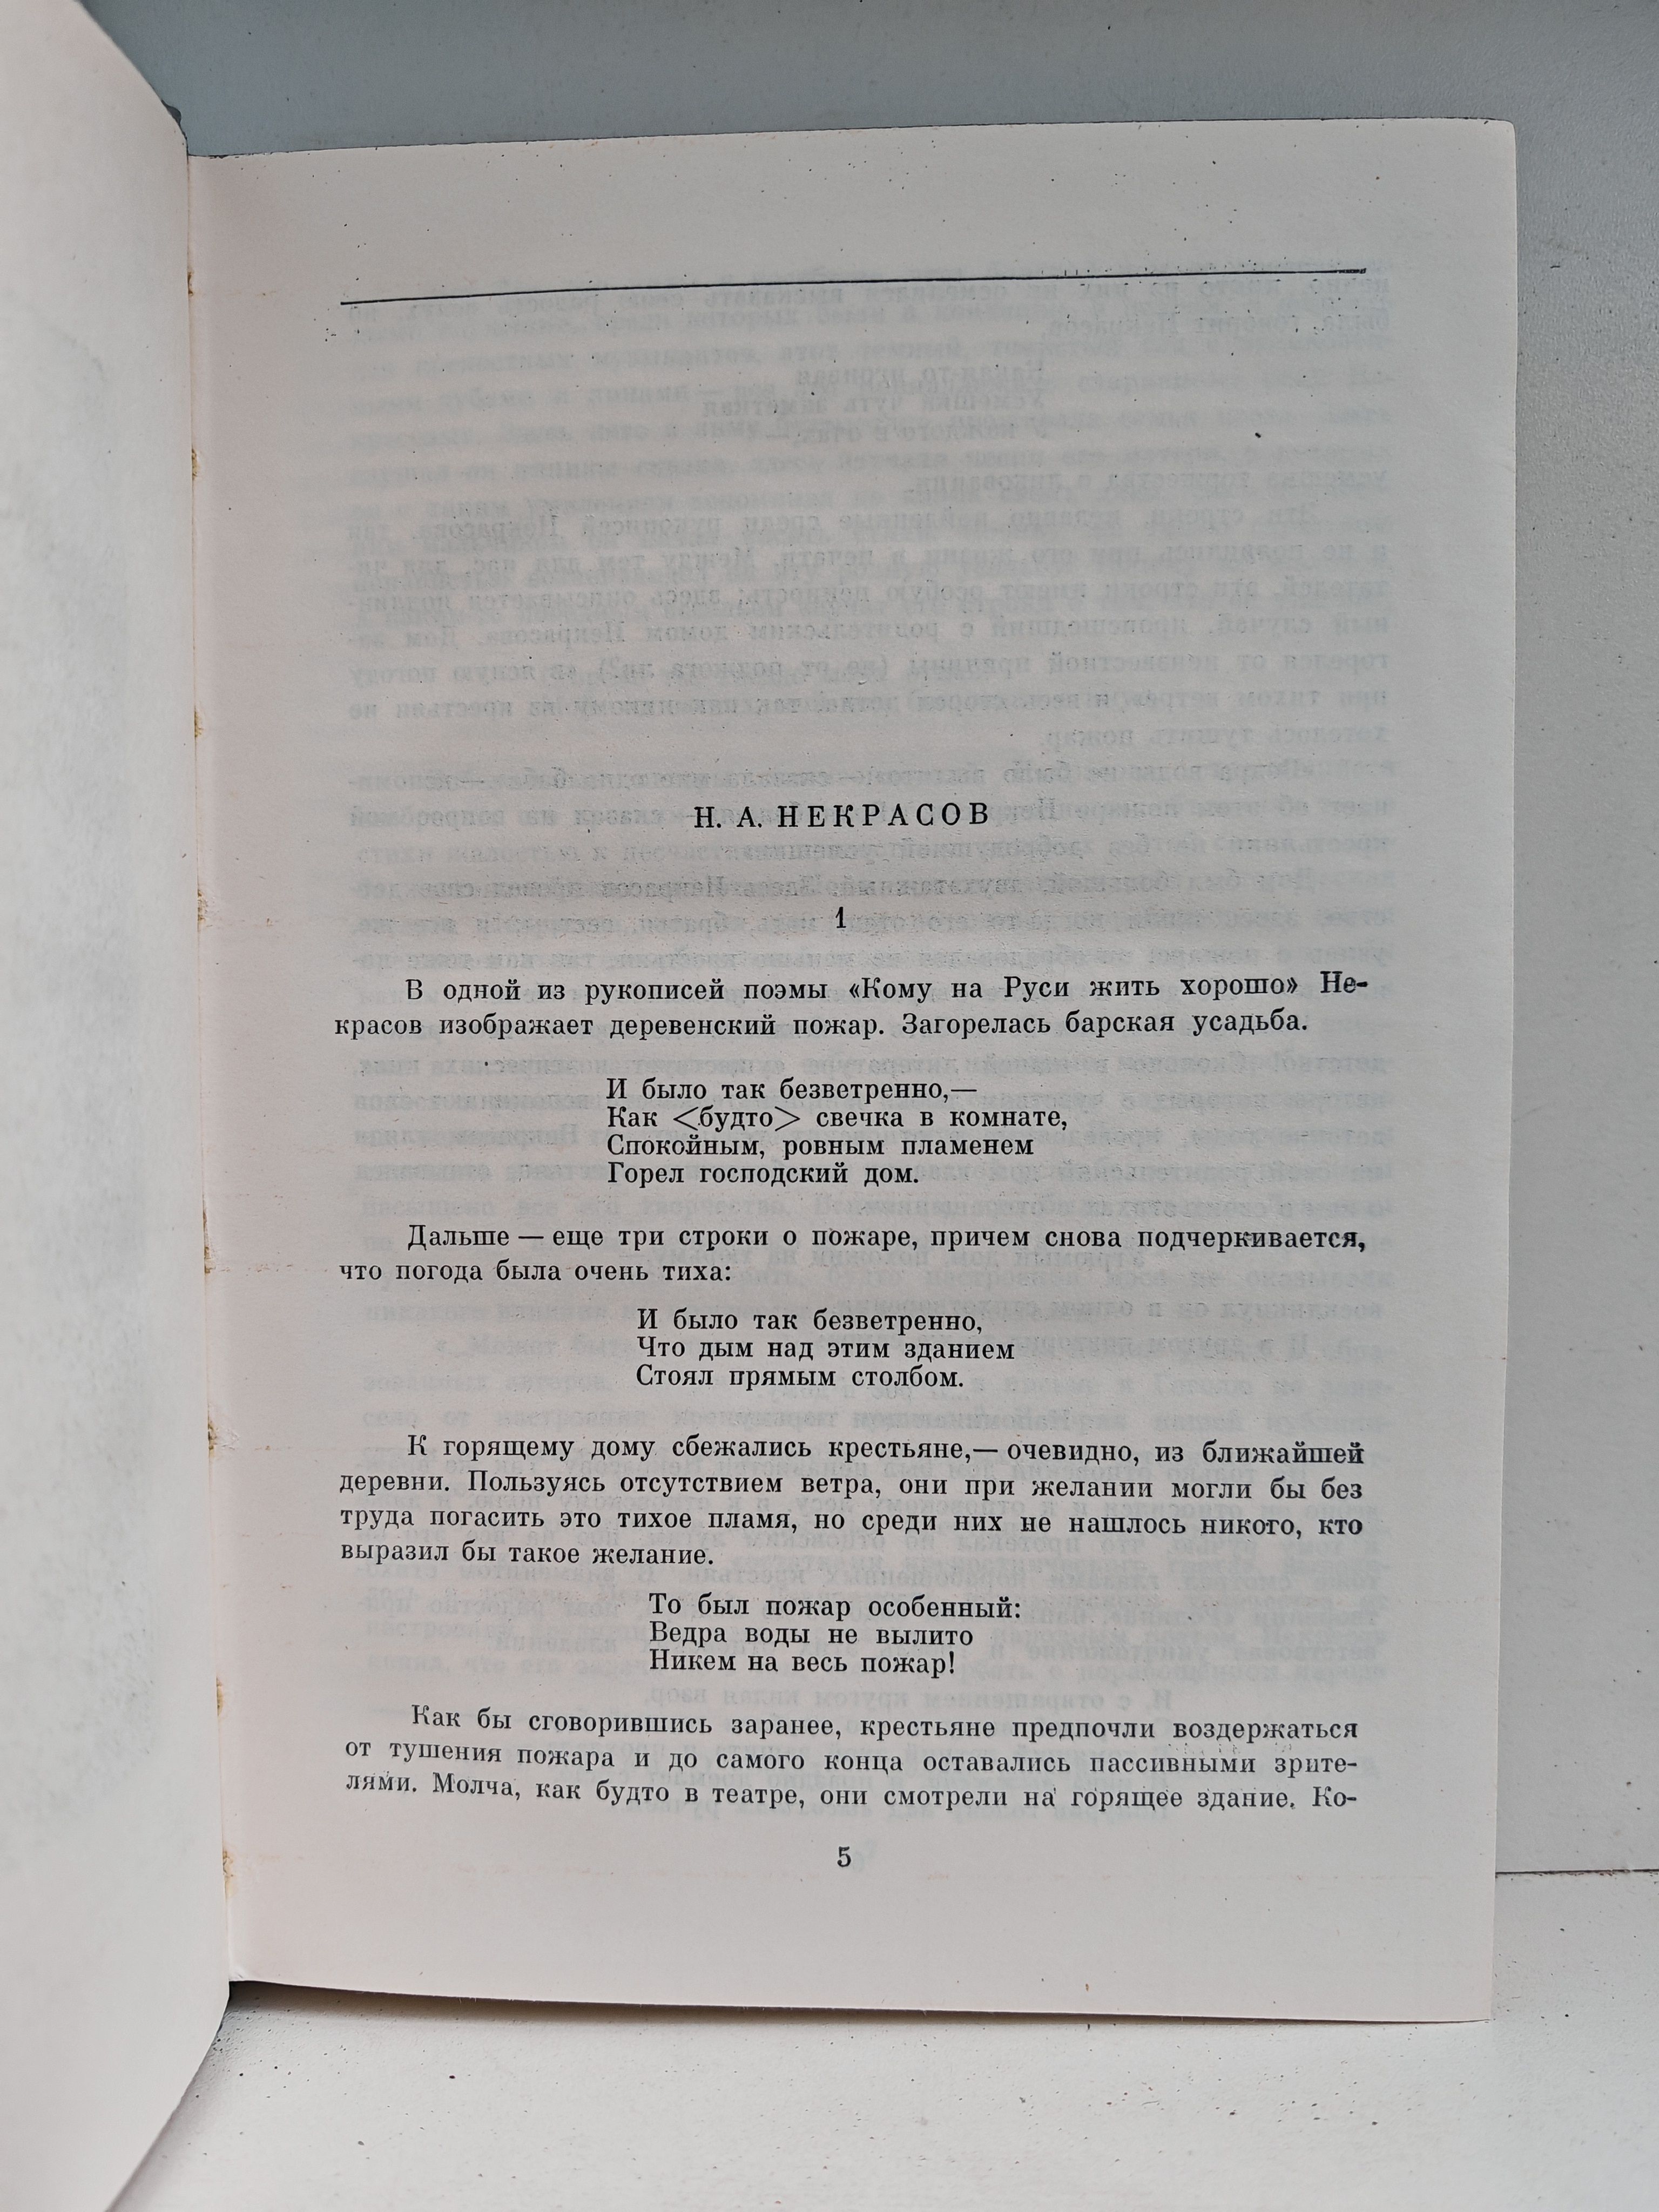 Н. А. НЕКРАСОВ
1
В одной из рукописей поэмы «Кому на Руси жить хорошо» Не-
красов изображает деревенский пожар. Загорелась барская усадьба.
И было так безветренно,—
Как <будто> свечка в комнате,
Спокойным, ровным пламенем
Горел господский дом.
Дальше — еще три строки о пожаре, причем снова подчеркивается,
что погода была очень тиха:
И было так безветренно,
Что дым над этим зданием
Стоял прямым столбом.
К горящему дому сбежались крестьяне,— очевидно, из ближайшей
деревни. Пользуясь отсутствием ветра, они при желании могли бы без
труда погасить это тихое пламя, но среди них не нашлось никого, кто
выразил бы такое желание.
То был пожар особенный:
Ведра воды не вылито
Никем на весь пожар!
Как бы сговорившись заранее, крестьяне предпочли воздержаться
от тушения пожара и до самого конца оставались пассивными зрите-
лями. Молча, как будто в театре, они смотрели на горящее здание. Ко-
5